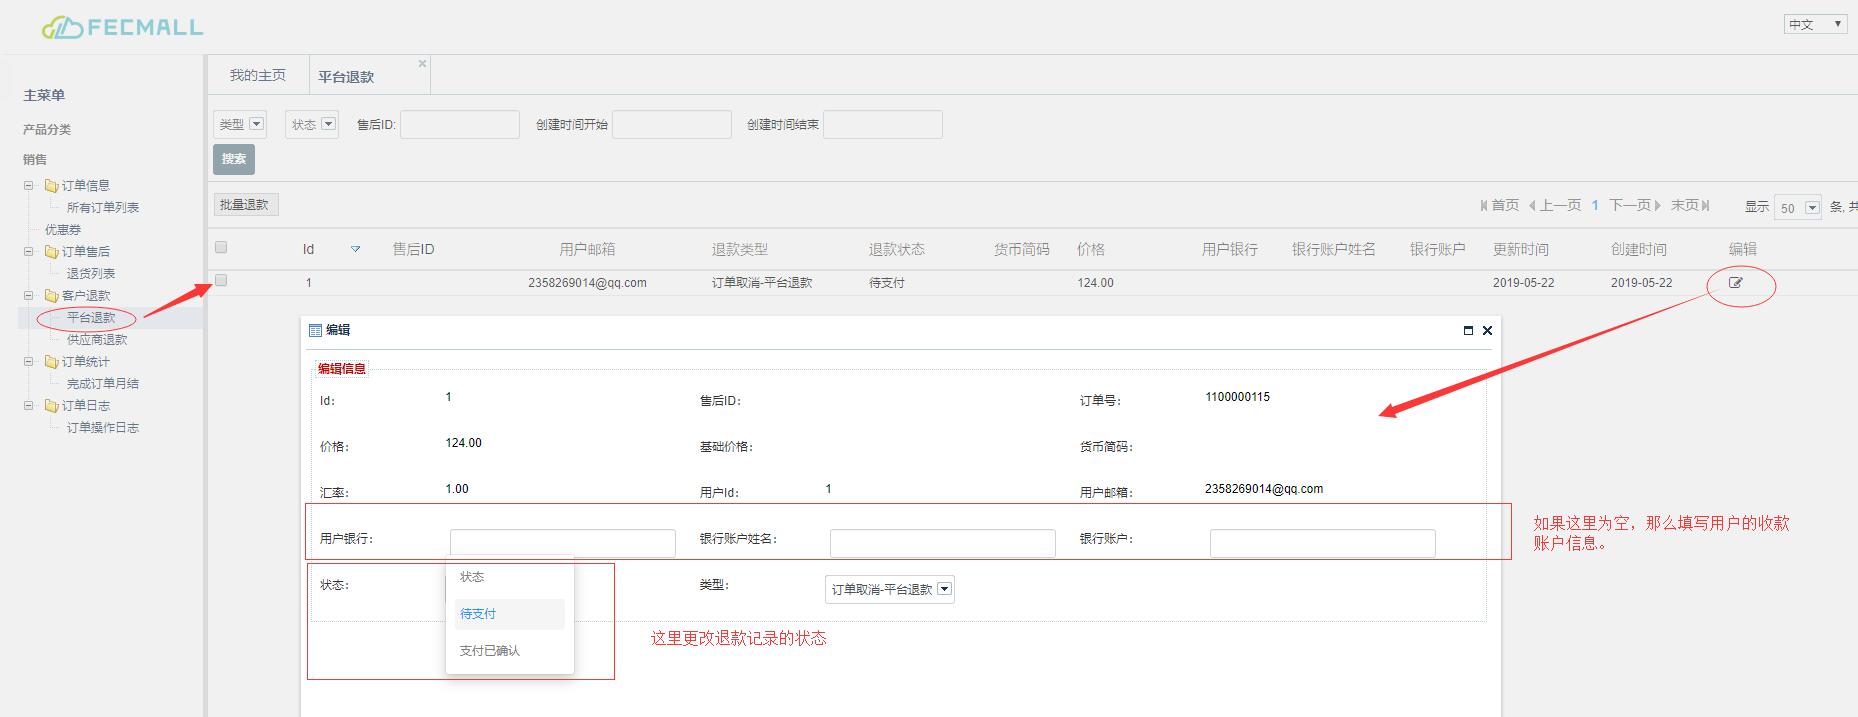 FECMALL
中文
主菜单
产品分类
销售
订单信息
所有订单列表
优惠券
订单售后
退货列表
客户退款
平台退款
供应商退款
订单统计
完成订单月结
订单日志
订单操作日志
我的主页 平台退款
类型 状态 售后ID: 创建时间开始 创建时间结束
搜索
批量退款 首页 上一页 1 下一页 末页 显示 50 条, 共
Id 售后ID 用户邮箱 退款类型 退款状态 货币简码 价格 用户银行 银行账户姓名 银行账户 更新时间 创建时间 编辑
1 2358269014@qq.com 订单取消-平台退款 待支付 124.00 2019-05-22 2019-05-22
编辑
编辑信息
Id: 1 售后ID: 订单号: 1100000115
价格: 124.00 基础价格: 货币简码:
汇率: 1.00 用户Id: 1 用户邮箱: 2358269014@qq.com
用户银行: 银行账户姓名: 银行账户:
如果这里为空，那么填写用户的收款
账户信息。
状态: 类型: 订单取消-平台退款
状态
待支付
支付已确认
这里更改退款记录的状态